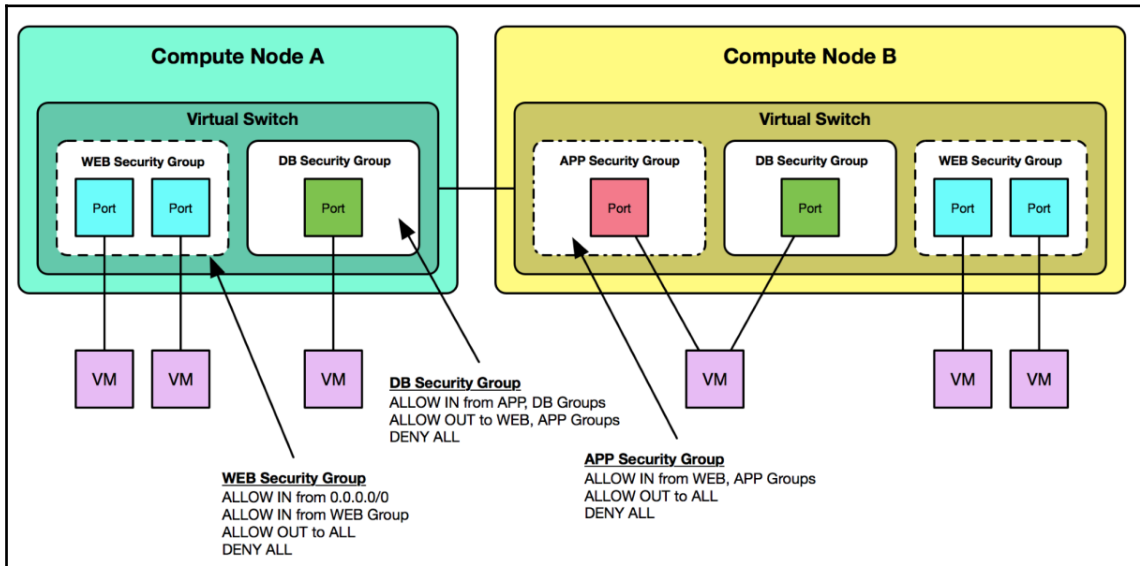 Compute Node A
Compute Node B
Virtual Switch
Virtual Switch
WEB Security Group
DB Security Group
APP Security Group
DB Security Group
WEB Security Group
Port
Port
Port
Port
Port
Port
Port
VM
VM
VM
VM
VM
VM
DB Security Group
ALLOW IN from APP, DB Groups
ALLOW OUT to WEB, APP Groups
DENY ALL
APP Security Group
ALLOW IN from WEB, APP Groups
ALLOW OUT to ALL
DENY ALL
WEB Security Group
ALLOW IN from 0.0.0.0/0
ALLOW IN from WEB Group
ALLOW OUT to ALL
DENY ALL